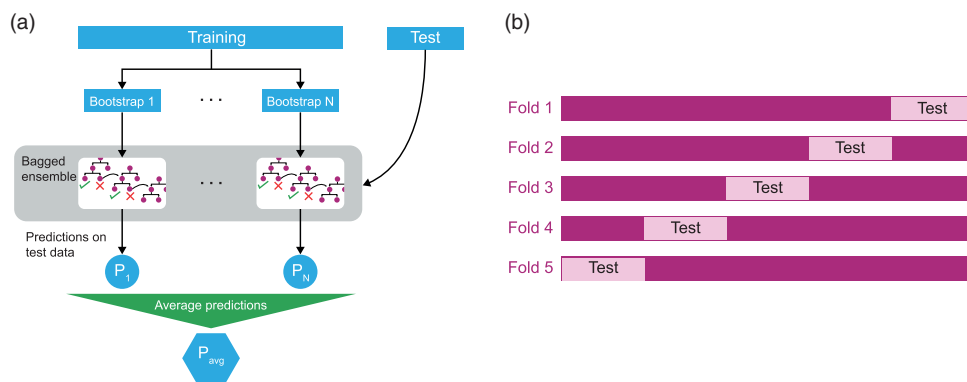 (a)
Training
Test
Bootstrap 1
. . .
Bootstrap N
Bagged
ensemble
. . .
Predictions on
test data
P1
PN
Average predictions
Pavg
(b)
Fold 1
Test
Fold 2
Test
Fold 3
Test
Fold 4
Test
Fold 5
Test